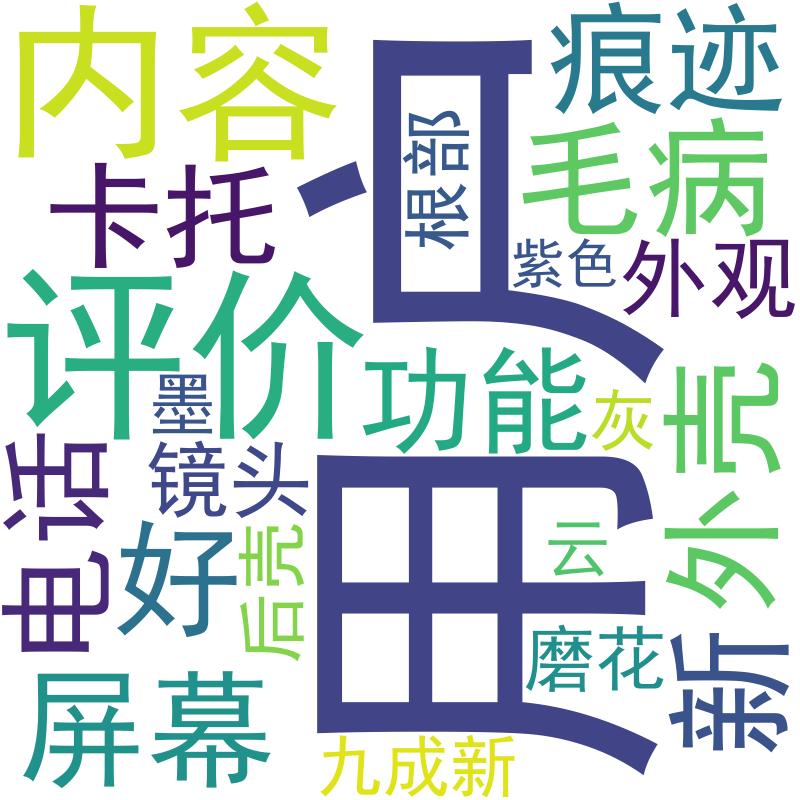 内容
痕迹
用户
根部
毛病
卡托
紫色
外观
评价
功能
外壳
墨
灰
电话
镜头
好
后壳
云
新
磨花
屏幕
九成新